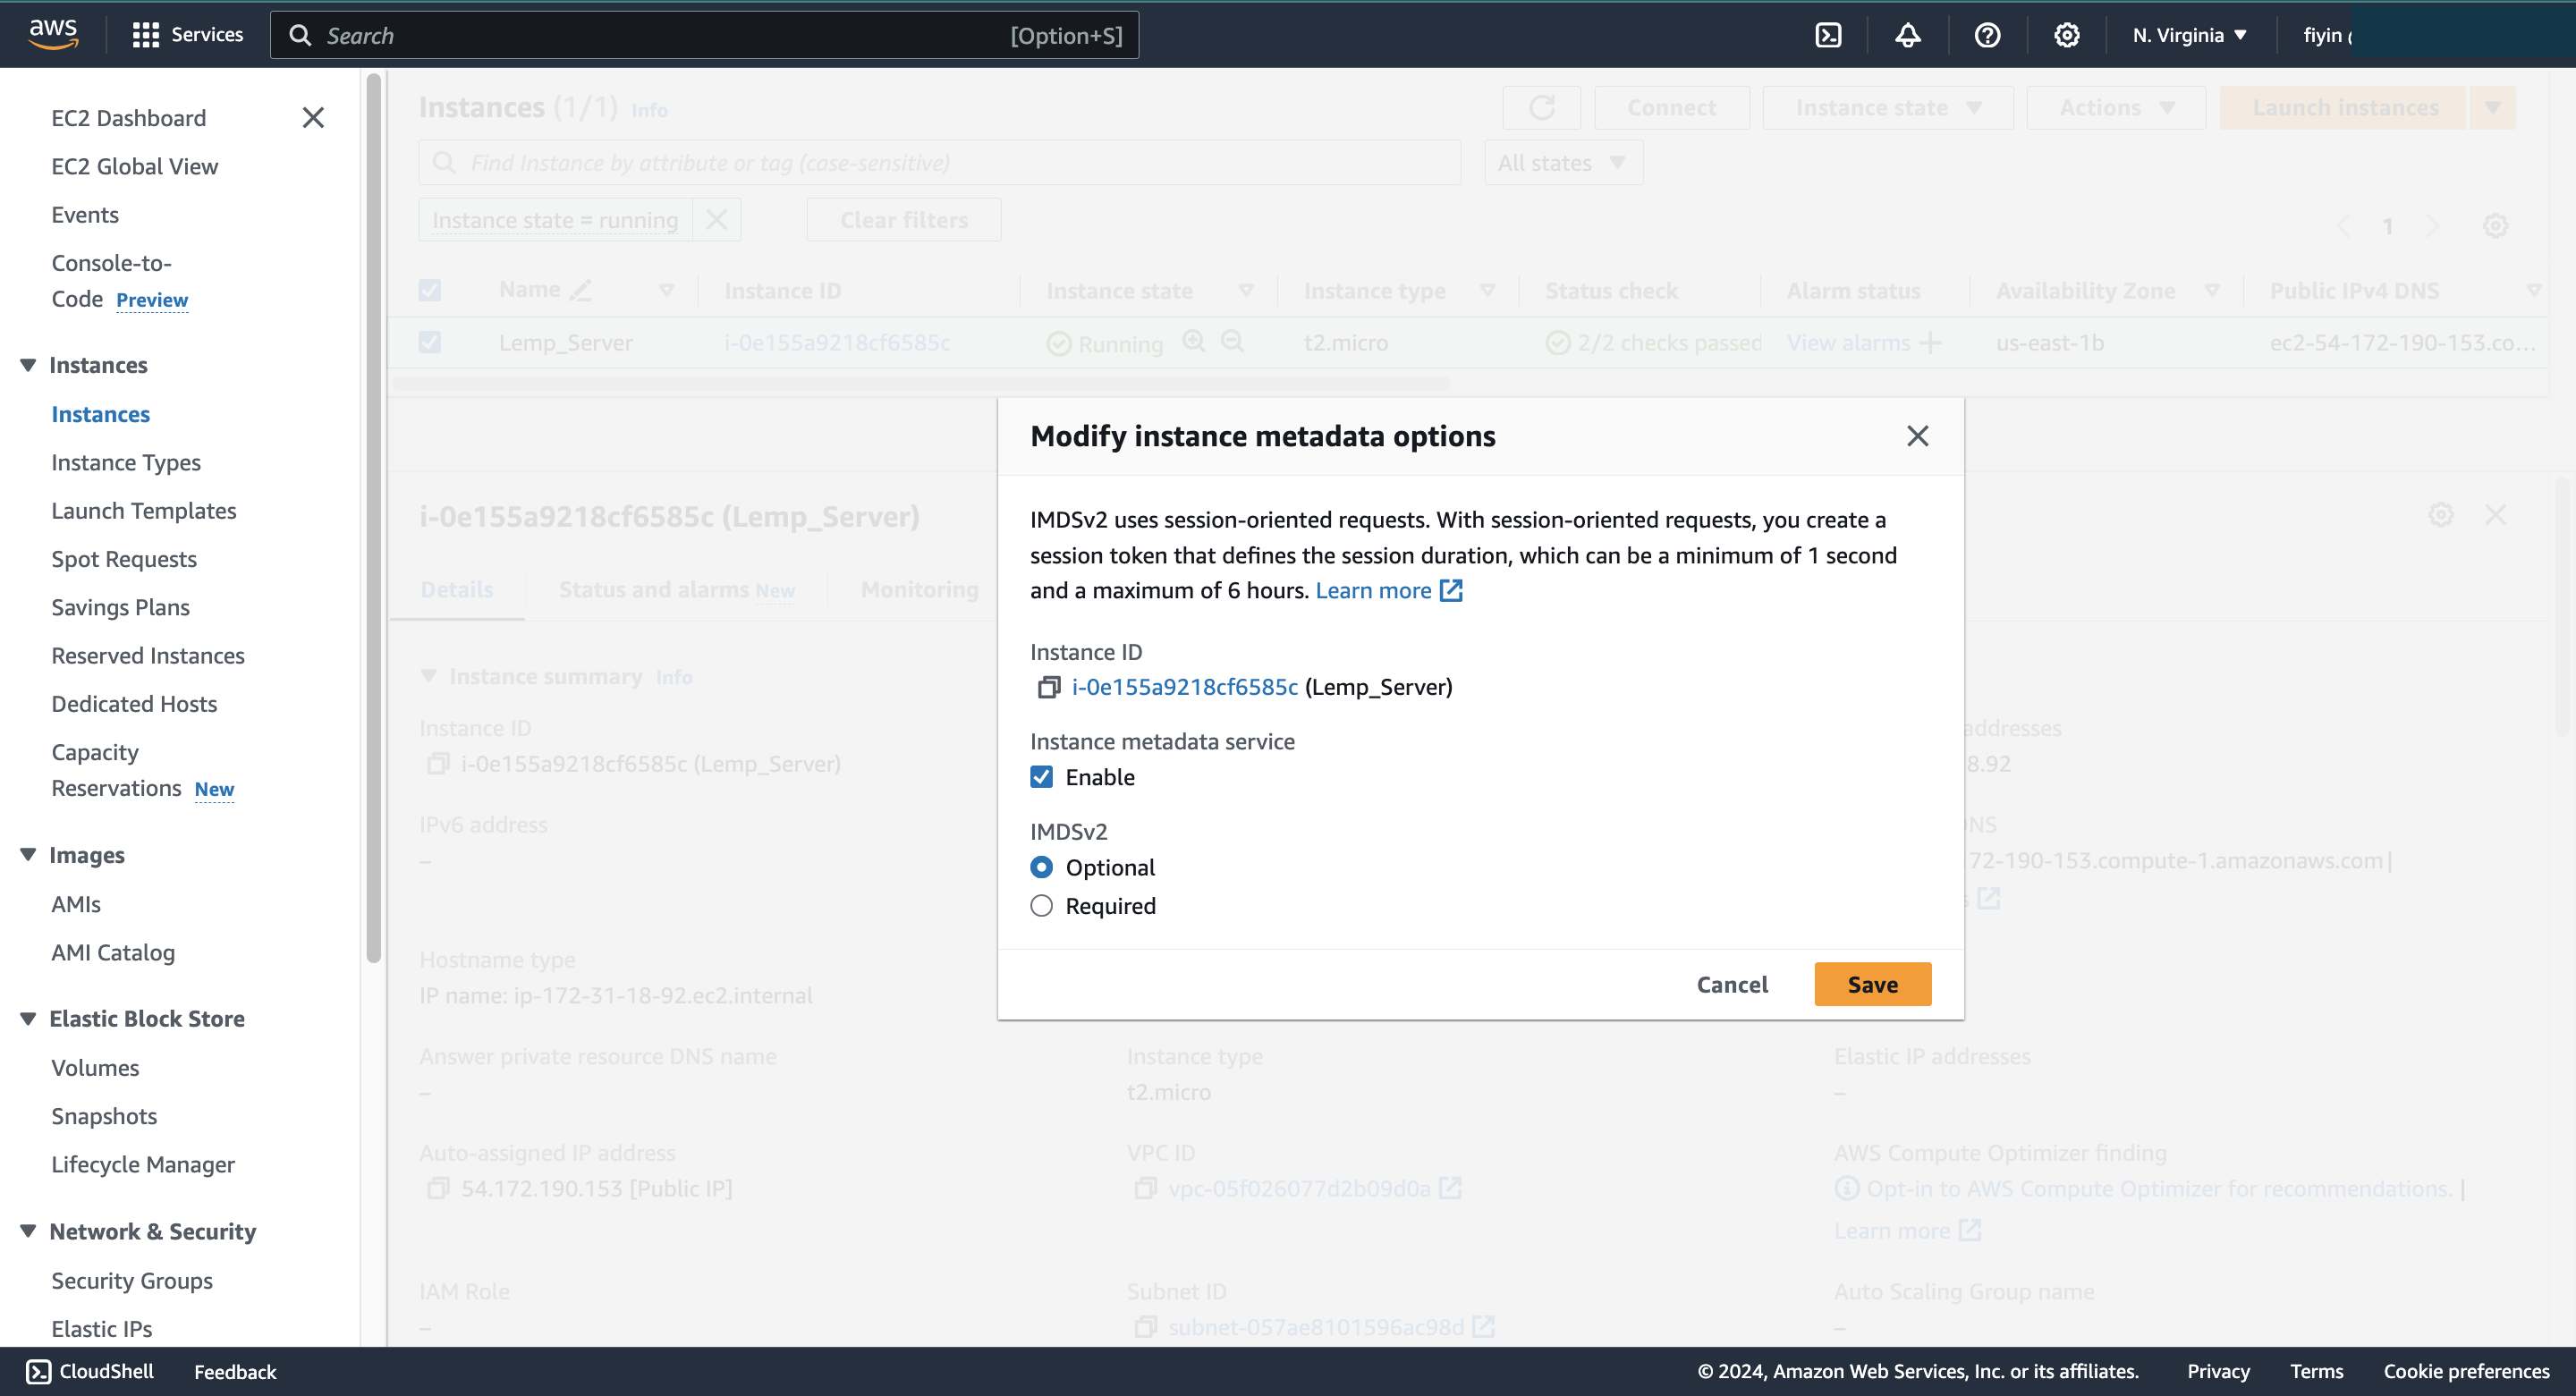 aws
Services
Search
[Option+S]
N. Virginia
fiyin
EC2 Dashboard
EC2 Global View
Events
Console-to-
Code Preview
Instances
Instances
Instance Types
Launch Templates
Spot Requests
Savings Plans
Reserved Instances
Dedicated Hosts
Capacity
Reservations New
Images
AMIs
AMI Catalog
Elastic Block Store
Volumes
Snapshots
Lifecycle Manager
Network & Security
Security Groups
Elastic IPs
Instances (1/1) Info
Connect
Instance state
Actions
Launch instances
Find Instance by attribute or tag (case-sensitive)
All states
Instance state = running
Clear filters
1
Name Instance ID Instance state Instance type Status check Alarm status Availability Zone Public IPv4 DNS
Lemp_Server i-0e155a9218cf6585c Running t2.micro 2/2 checks passed View alarms us-east-1b ec2-54-172-190-153.co...
i-0e155a9218cf6585c (Lemp_Server)
Details
Status and alarms New
Monitoring
Instance summary Info
Instance ID
i-0e155a9218cf6585c (Lemp_Server)
IPv6 address
–
Hostname type
IP name: ip-172-31-18-92.ec2.internal
Answer private resource DNS name
–
Auto-assigned IP address
54.172.190.153 [Public IP]
IAM Role
–
Modify instance metadata options
IMDSv2 uses session-oriented requests. With session-oriented requests, you create a
session token that defines the session duration, which can be a minimum of 1 second
and a maximum of 6 hours. Learn more
Instance ID
i-0e155a9218cf6585c (Lemp_Server)
Instance metadata service
Enable
IMDSv2
Optional
Required
Cancel
Save
Instance type
t2.micro
VPC ID
vpc-05f026077d2b09d0a
Subnet ID
subnet-057ae8101596ac98d
addresses
8.92
NS
72-190-153.compute-1.amazonaws.com |
s
Elastic IP addresses
–
AWS Compute Optimizer finding
Opt-in to AWS Compute Optimizer for recommendations. |
Learn more
Auto Scaling Group name
–
CloudShell
Feedback
© 2024, Amazon Web Services, Inc. or its affiliates.
Privacy
Terms
Cookie preferences